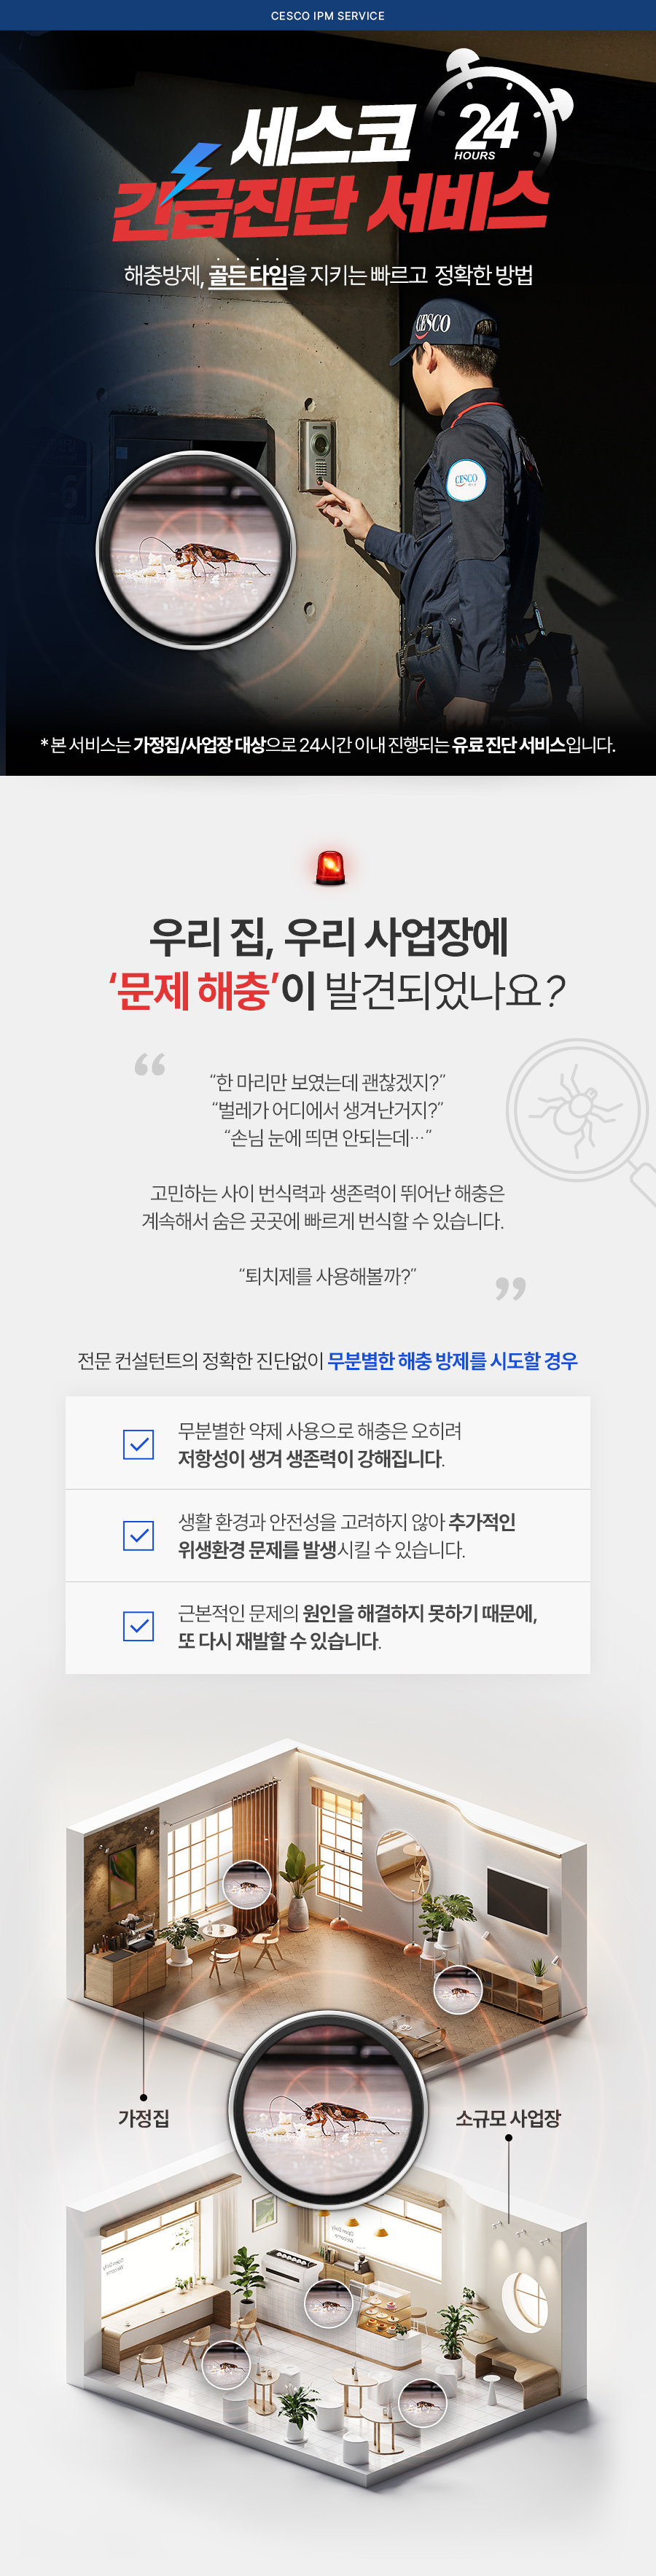 CESCO IPM SERVICE
세스코
24
HOURS
긴급진단 서비스
해충방제, 골든타임을 지키는 빠르고 정확한 방법
CESCO
CESCO
* 본 서비스는 가정집/사업장 대상으로 24시간 이내 진행되는 유료 진단 서비스입니다.
우리 집, 우리 사업장에
‘문제 해충’이 발견되었나요?
“한 마리만 보였는데 괜찮겠지?”
“벌레가 어디에서 생겨난거지?”
“손님 눈에 띄면 안되는데…”
고민하는 사이 번식력과 생존력이 뛰어난 해충은
계속해서 숨은 곳곳에 빠르게 번식할 수 있습니다.
“퇴치제를 사용해볼까?”
전문 컨설턴트의 정확한 진단없이 무분별한 해충 방제를 시도할 경우
무분별한 약제 사용으로 해충은 오히려
저항성이 생겨 생존력이 강해집니다.
생활 환경과 안전성을 고려하지 않아 추가적인
위생환경 문제를 발생시킬 수 있습니다.
근본적인 문제의 원인을 해결하지 못하기 때문에,
또 다시 재발할 수 있습니다.
가정집
소규모 사업장